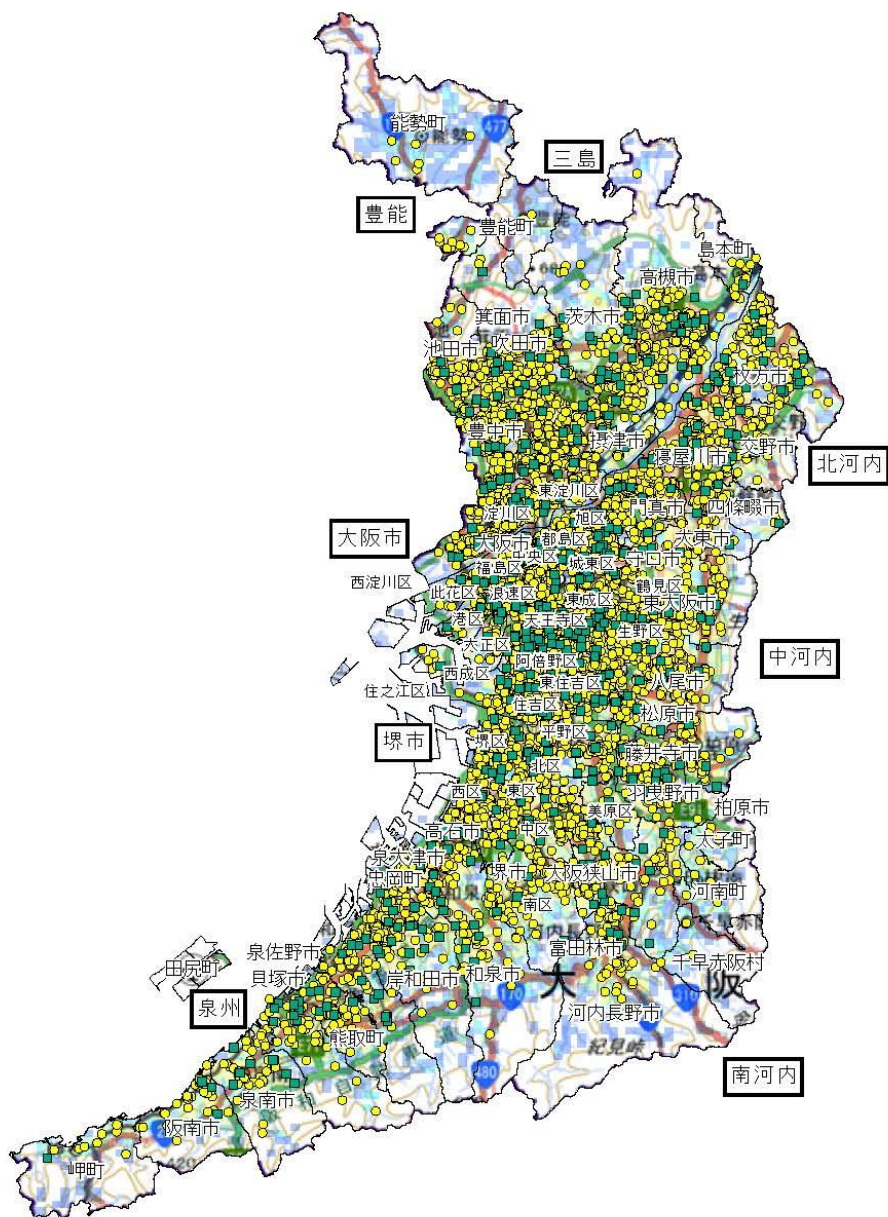 能勢町
477
三島
豊能
豊能町
島本町
高槻市
箕面市
茨木市
池田市
吹田市
枚方市
豊中市
摂津市
寝屋川市
交野市
北河内
東淀川区
淀川区
旭区
門真市
四條畷市
大阪市
大阪市
都島区
大東市
福島区
城東区
守口市
西淀川区
此花区
浪速区
東成区
鶴見区
東大阪市
港区
天王寺区
生野区
大正区
阿倍野区
中河内
西成区
東住吉区
八尾市
住之江区
住吉区
松原市
堺市
堺区
平野区
藤井寺市
北区
西区
東区
羽曳野市
美原区
柏原市
高石市
中区
太子町
泉大津市
忠岡町
堺市
大阪狭山市
河南町
南区
泉佐野市
富田林市
田尻町
貝塚市
岸和田市
和泉市
千早赤阪村
大
阪
泉州
170
310
河内長野市
熊取町
紀見峠
480
南河内
泉南市
阪南市
岬町
420